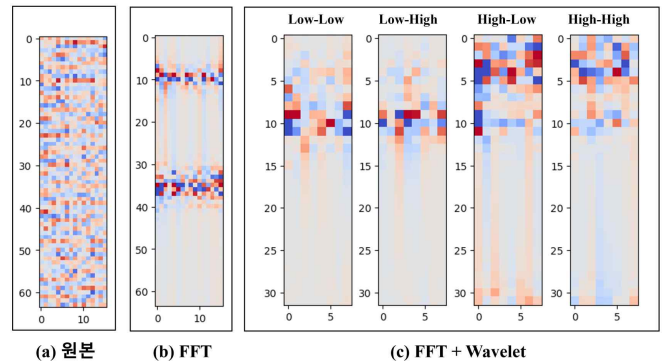 Low-Low Low-High High-Low High-High
0 0 0 0 0 0
10 10 5 5 5 5
20 20 10 10 10 10
30 30 15 15 15 15
40 40 20 20 20 20
50 50 25 25 25 25
60 60 30 30 30 30
0 10 0 10 0 5 0 5 0 5 0 5
(a) 원본 (b) FFT (c) FFT + Wavelet